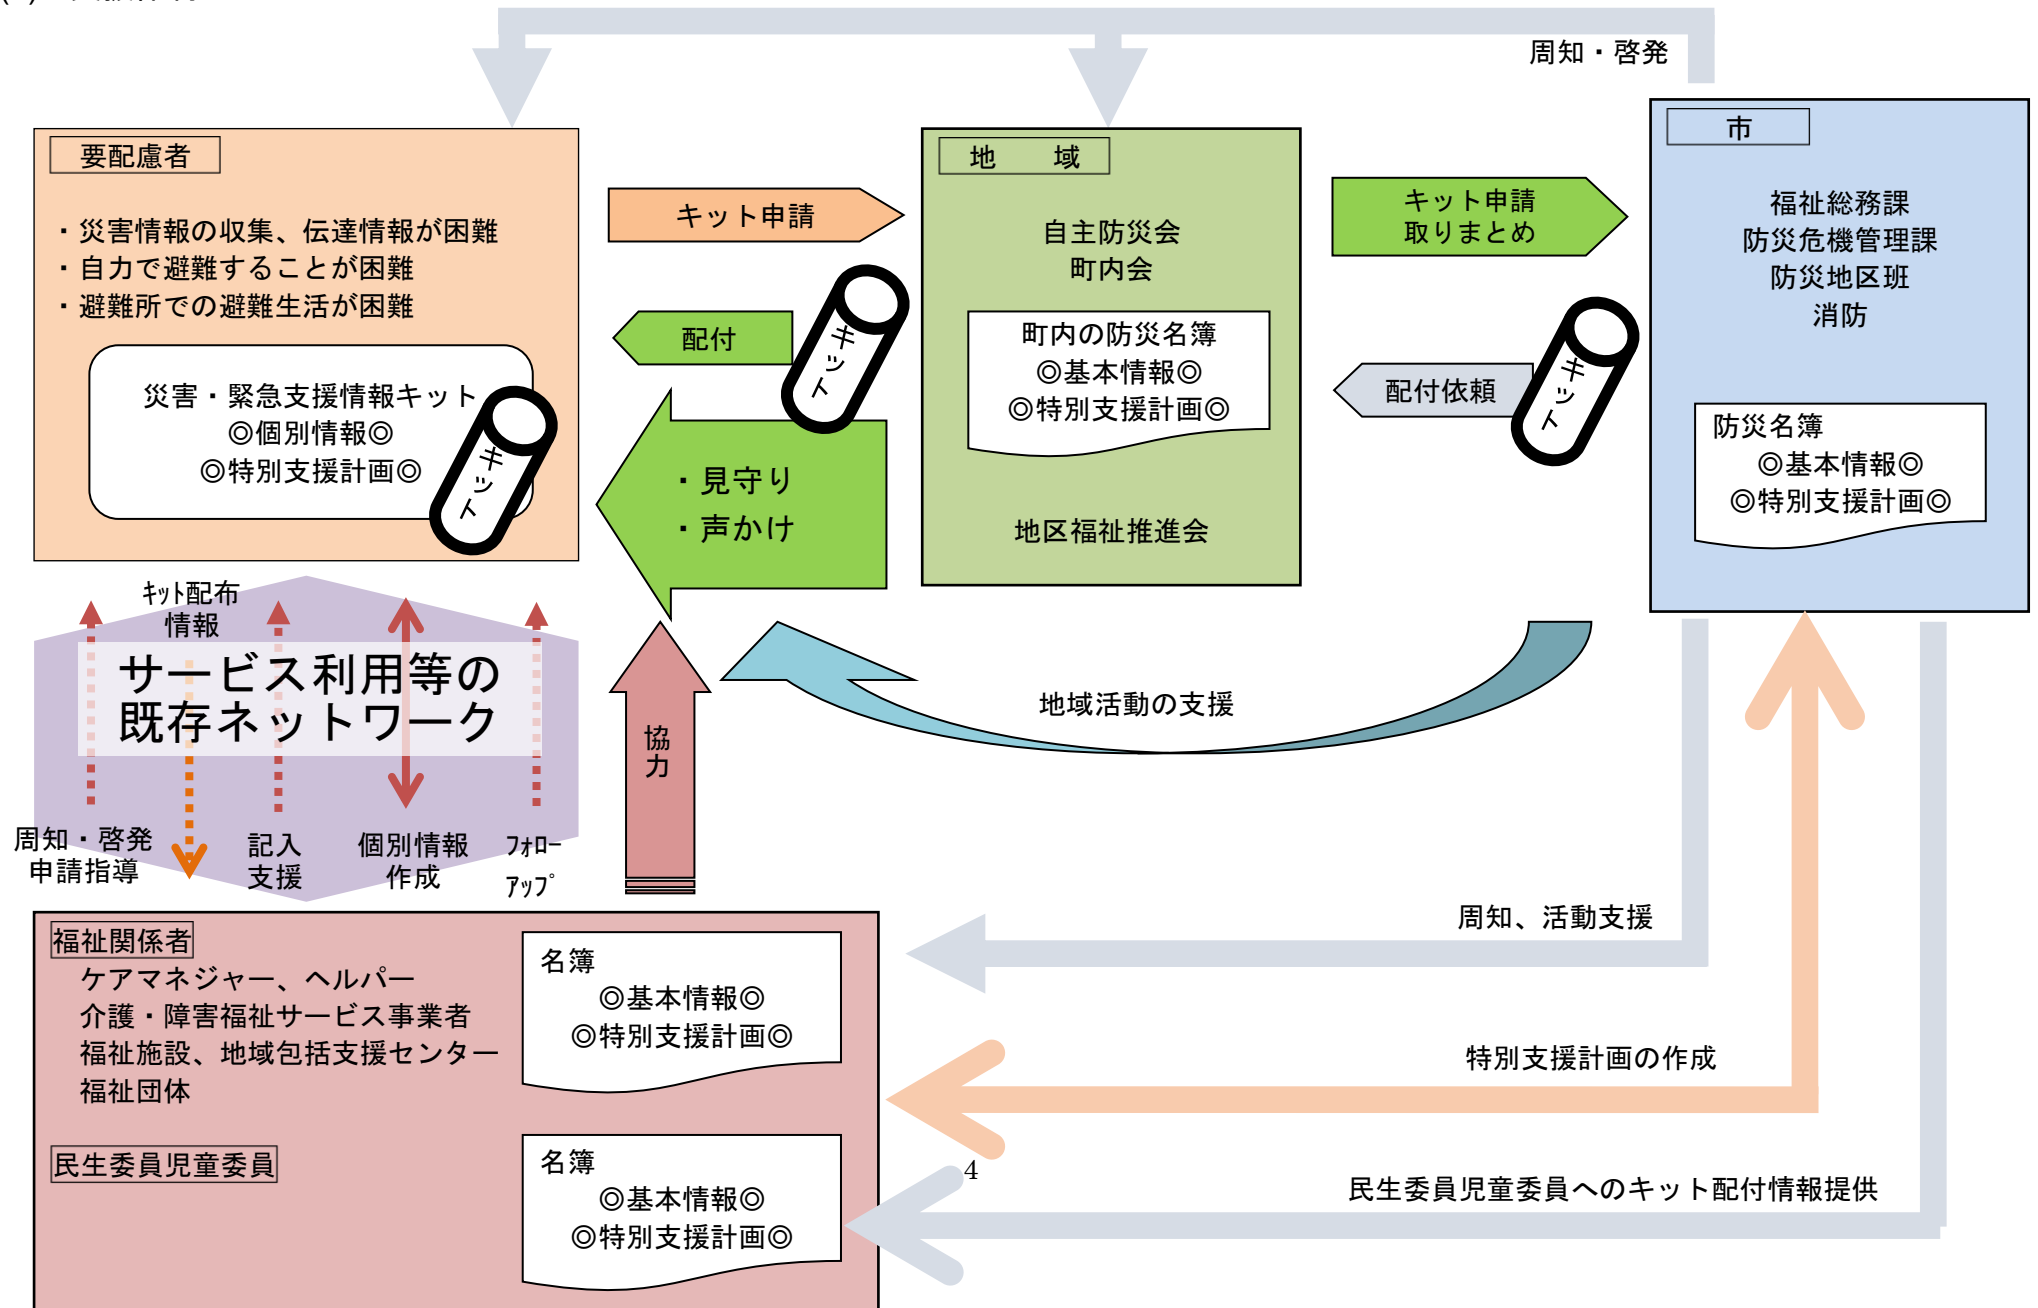 周知・啓発
要配慮者
・災害情報の収集、伝達情報が困難
・自力で避難することが困難
・避難所での避難生活が困難
災害・緊急支援情報キット
◎個別情報◎
◎特別支援計画◎
キット
キット申請
配付
キット
・見守り
・声かけ
地　域
自主防災会
町内会
町内の防災名簿
◎基本情報◎
◎特別支援計画◎
地区福祉推進会
キット申請
取りまとめ
配付依頼
キット
市
福祉総務課
防災危機管理課
防災地区班
消防
防災名簿
◎基本情報◎
◎特別支援計画◎
ｷｯﾄ配布
情報
サービス利用等の
既存ネットワーク
周知・啓発
申請指導
記入
支援
個別情報
作成
ﾌｫﾛｰ
ｱｯﾌﾟ
協力
地域活動の支援
福祉関係者
ケアマネジャー、ヘルパー
介護・障害福祉サービス事業者
福祉施設、地域包括支援センター
福祉団体
名簿
◎基本情報◎
◎特別支援計画◎
民生委員児童委員
名簿
◎基本情報◎
◎特別支援計画◎
周知、活動支援
特別支援計画の作成
4
民生委員児童委員へのキット配付情報提供